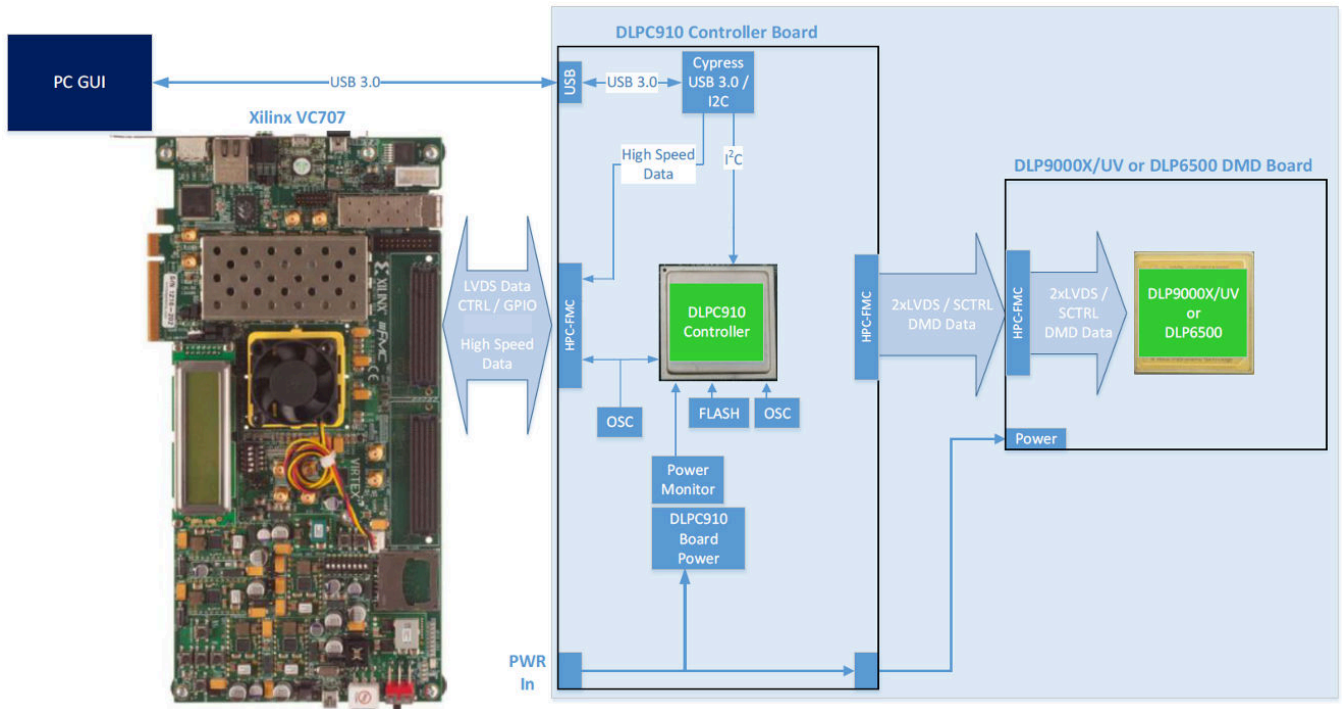 DLPC910 Controller Board
PC GUI
USB 3.0
USB
USB 3.0
Cypress
USB 3.0 /
I2C
Xilinx VC707
High Speed
Data
I²C
DLP9000X/UV or DLP6500 DMD Board
XILINX
FMC
CE
VIRTEX
LVDS Data
CTRL / GPIO
High Speed
Data
HPC-FMC
DLPC910
Controller
HPC-FMC
2xLVDS / SCTRL
DMD Data
HPC-FMC
2xLVDS /
SCTRL
DMD Data
DLP9000X/UV
or
DLP6500
OSC
FLASH
OSC
Power
Monitor
DLPC910
Board
Power
Power
PWR
In